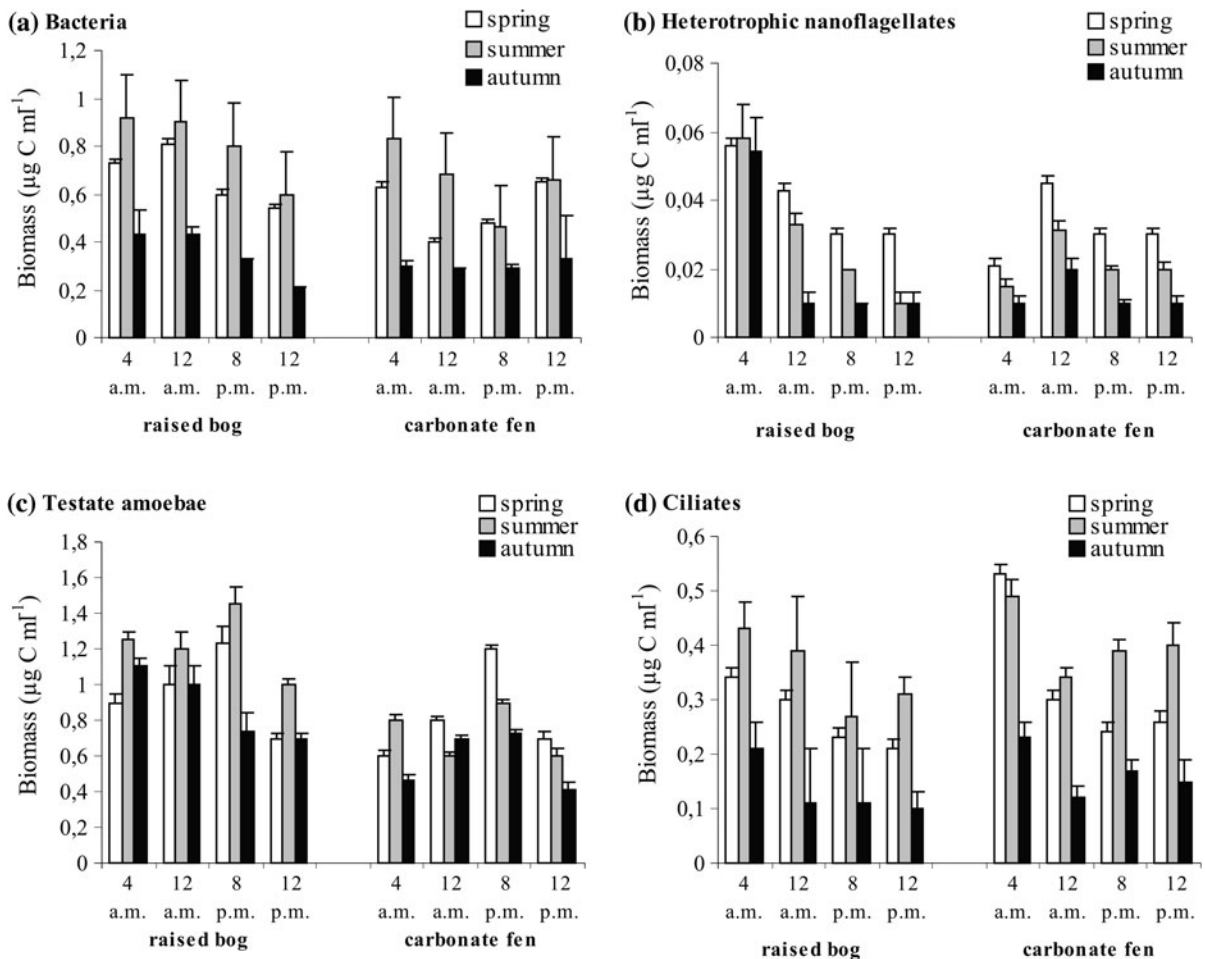 (a) Bacteria
spring
summer
autumn
Biomass (µg C ml⁻¹)
1,2
1
0,8
0,6
0,4
0,2
0
4 12 8 12 4 12 8 12
a.m. a.m. p.m. p.m. a.m. a.m. p.m. p.m.
raised bog carbonate fen
(b) Heterotrophic nanoflagellates
spring
summer
autumn
Biomass (µg C ml⁻¹)
0,08
0,06
0,04
0,02
0
4 12 8 12 4 12 8 12
a.m. a.m. p.m. p.m. a.m. a.m. p.m. p.m.
raised bog carbonate fen
(c) Testate amoebae
spring
summer
autumn
Biomass (µg C ml⁻¹)
1,8
1,6
1,4
1,2
1
0,8
0,6
0,4
0,2
0
4 12 8 12 4 12 8 12
a.m. a.m. p.m. p.m. a.m. a.m. p.m. p.m.
raised bog carbonate fen
(d) Ciliates
spring
summer
autumn
Biomass (µg C ml⁻¹)
0,6
0,5
0,4
0,3
0,2
0,1
0
4 12 8 12 4 12 8 12
a.m. a.m. p.m. p.m. a.m. a.m. p.m. p.m.
raised bog carbonate fen